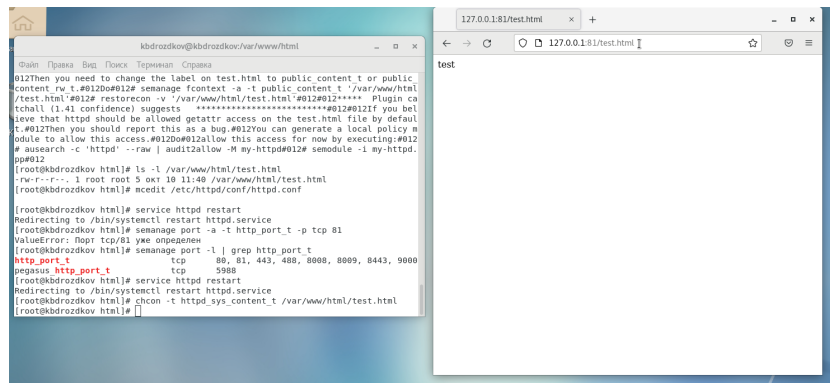 kbdrozdkov@kbdrozdkov:/var/www/html
Файл Правка Вид Поиск Терминал Справка
012Then you need to change the label on test.html to public_content_t or public_
content_rw_t.#012Do#012# semanage fcontext -a -t public_content_t '/var/www/html
/test.html'#012# restorecon -v '/var/www/html/test.html'#012#012***** Plugin ca
tchall (1.41 confidence) suggests **************************#012#012If you bel
ieve that httpd should be allowed getattr access on the test.html file by defaul
t.#012Then you should report this as a bug.#012You can generate a local policy m
odule to allow this access.#012Do#012allow this access for now by executing:#012
# ausearch -c 'httpd' --raw | audit2allow -M my-httpd#012# semodule -i my-httpd.
pp#012
[root@kbdrozdkov html]# ls -l /var/www/html/test.html
-rw-r--r--. 1 root root 5 окт 10 11:40 /var/www/html/test.html
[root@kbdrozdkov html]# mcedit /etc/httpd/conf/httpd.conf
[root@kbdrozdkov html]# service httpd restart
Redirecting to /bin/systemctl restart httpd.service
[root@kbdrozdkov html]# semanage port -a -t http_port_t -p tcp 81
ValueError: Порт tcp/81 уже определен
[root@kbdrozdkov html]# semanage port -l | grep http_port_t
http_port_t tcp 80, 81, 443, 488, 8008, 8009, 8443, 9000
pegasus_http_port_t tcp 5988
[root@kbdrozdkov html]# service httpd restart
Redirecting to /bin/systemctl restart httpd.service
[root@kbdrozdkov html]# chcon -t httpd_sys_content_t /var/www/html/test.html
[root@kbdrozdkov html]#
127.0.0.1:81/test.html
127.0.0.1:81/test.html
test